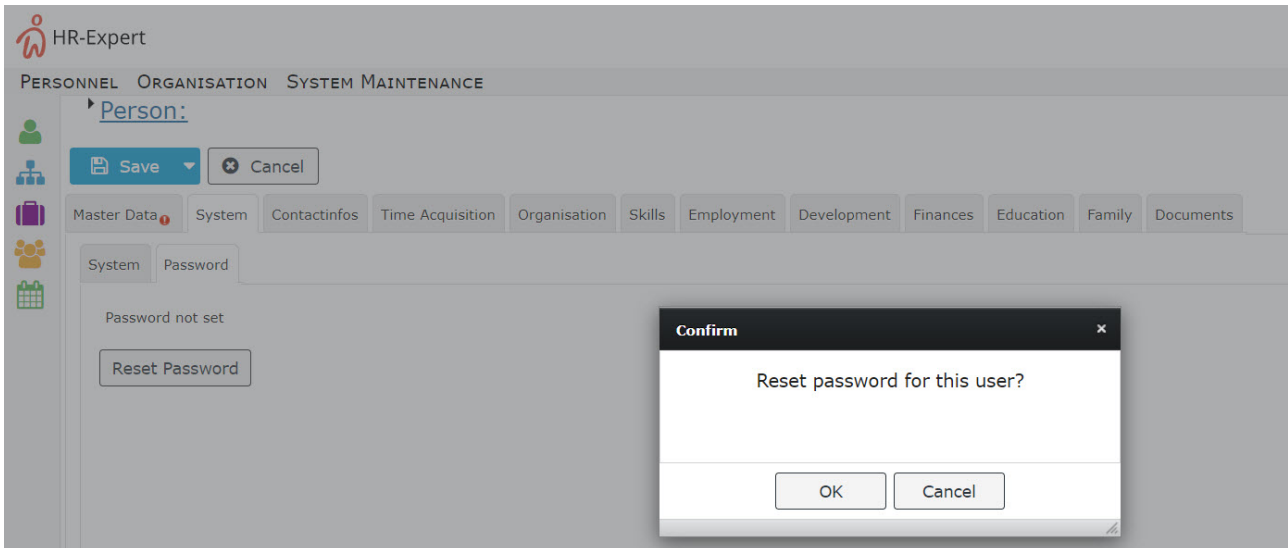 HR-Expert
PERSONNEL ORGANISATION SYSTEM MAINTENANCE
Person:
Save Cancel
Master Data System Contactinfos Time Acquisition Organisation Skills Employment Development Finances Education Family Documents
System Password
Password not set
Reset Password
Confirm ×
Reset password for this user?
OK Cancel